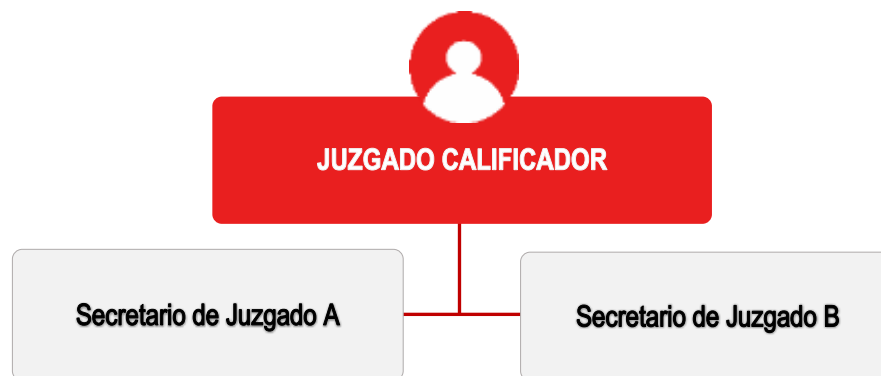 JUZGADO CALIFICADOR
Secretario de Juzgado A
Secretario de Juzgado B